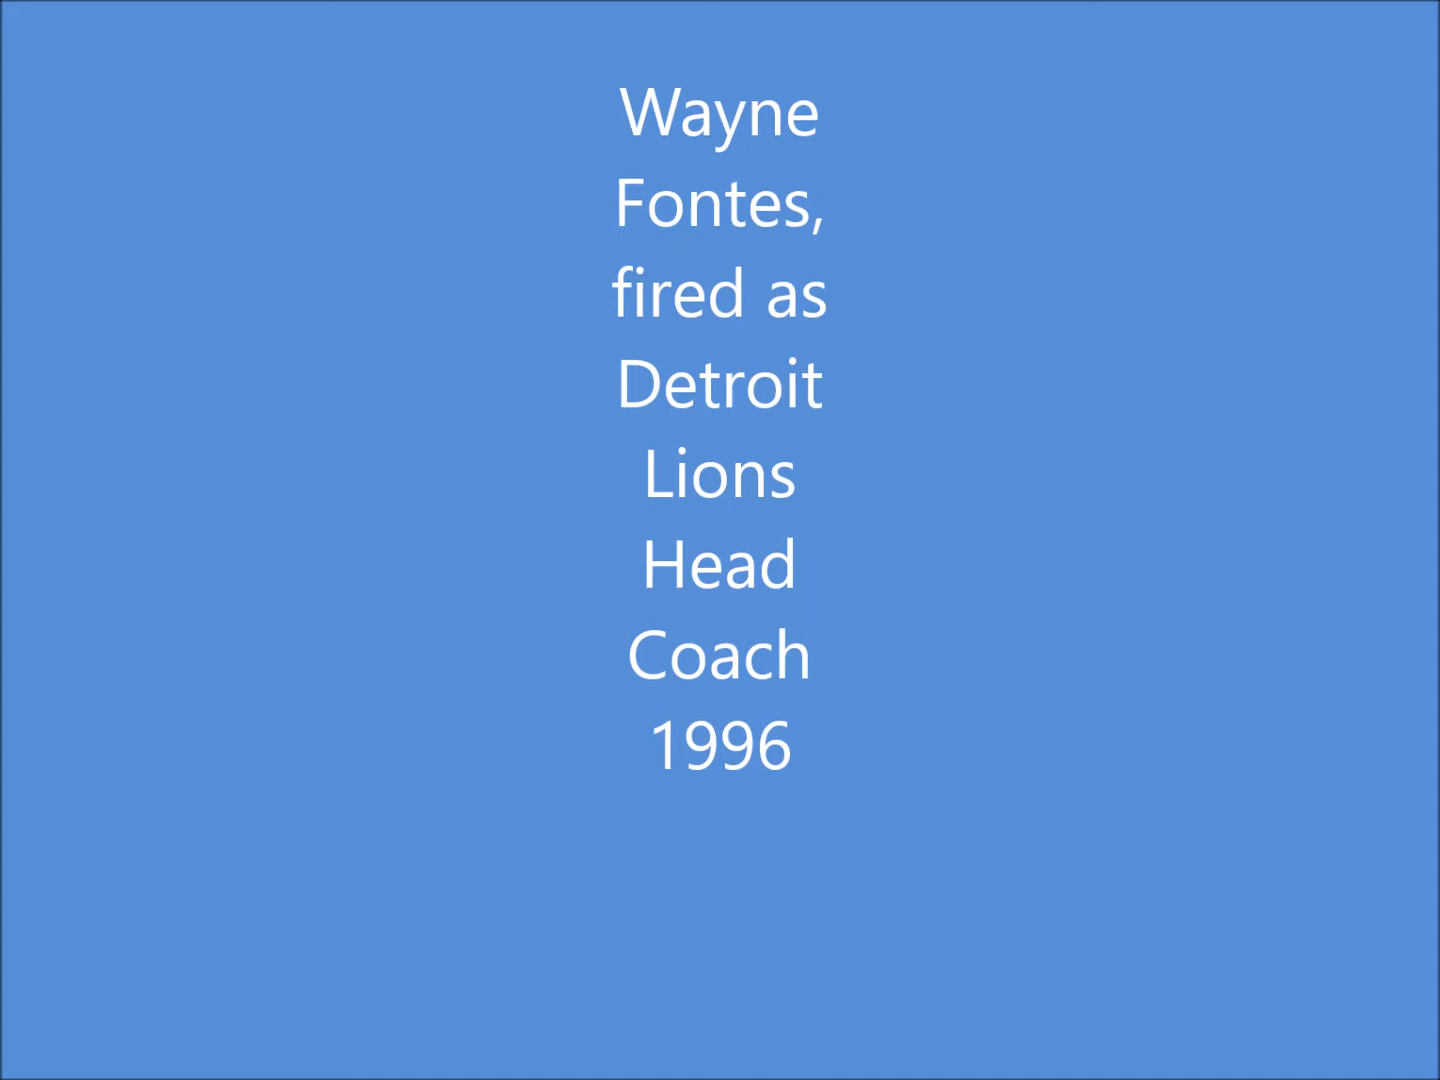 Wayne
Fontes,
fired as
Detroit
Lions
Head
Coach
1996